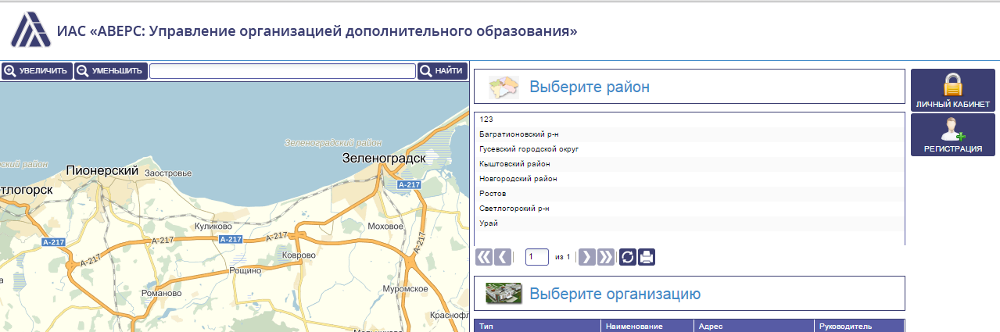 ИАС «АВЕРС: Управление организацией дополнительного образования»
УВЕЛИЧИТЬ УМЕНЬШИТЬ НАЙТИ
Зеленоградский район
ский район
Пионерский
Заостровье
Зеленоградск
тлогорск
А-217
Куликово
Моховое
А-217
А-217
А-217
А-217
А-217
А-217
Коврово
Рощино
Романово
Муромское
Краснофл
Выберите район
123
Багратионовский р-н
Гусевский городской округ
Кыштовский район
Новгородский район
Ростов
Светлогорский р-н
Урай
1 из 1
Выберите организацию
Тип Наименование Адрес Руководитель
ЛИЧНЫЙ КАБИНЕТ
РЕГИСТРАЦИЯ